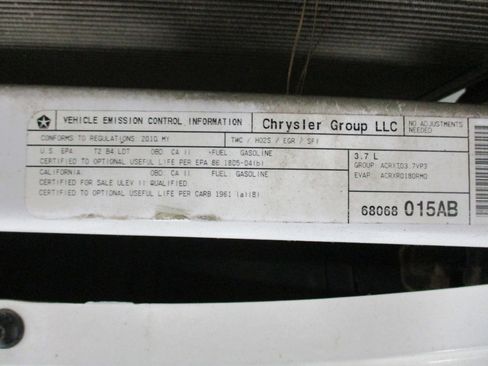 VEHICLE EMISSION CONTROL INFORMATION Chrysler Group LLC NO ADJUSTMENTS NEEDED
CONFORMS TO REGULATIONS: 2010 MY TWC / HO2S / EGR / SFI
U.S. EPA: T2 B4 LDT OBD: CA II FUEL: GASOLINE
CERTIFIED TO OPTIONAL USEFUL LIFE PER EPA 86.1805-04(b)
CALIFORNIA: OBD: CA II FUEL: GASOLINE
CERTIFIED FOR SALE: ULEV II QUALIFIED
CERTIFIED TO OPTIONAL USEFUL LIFE PER CARB 1961 (a)(8)
3.7 L
GROUP: ACRXT03.7VP3
EVAP: ACRXR0180RM0
68068 015AB